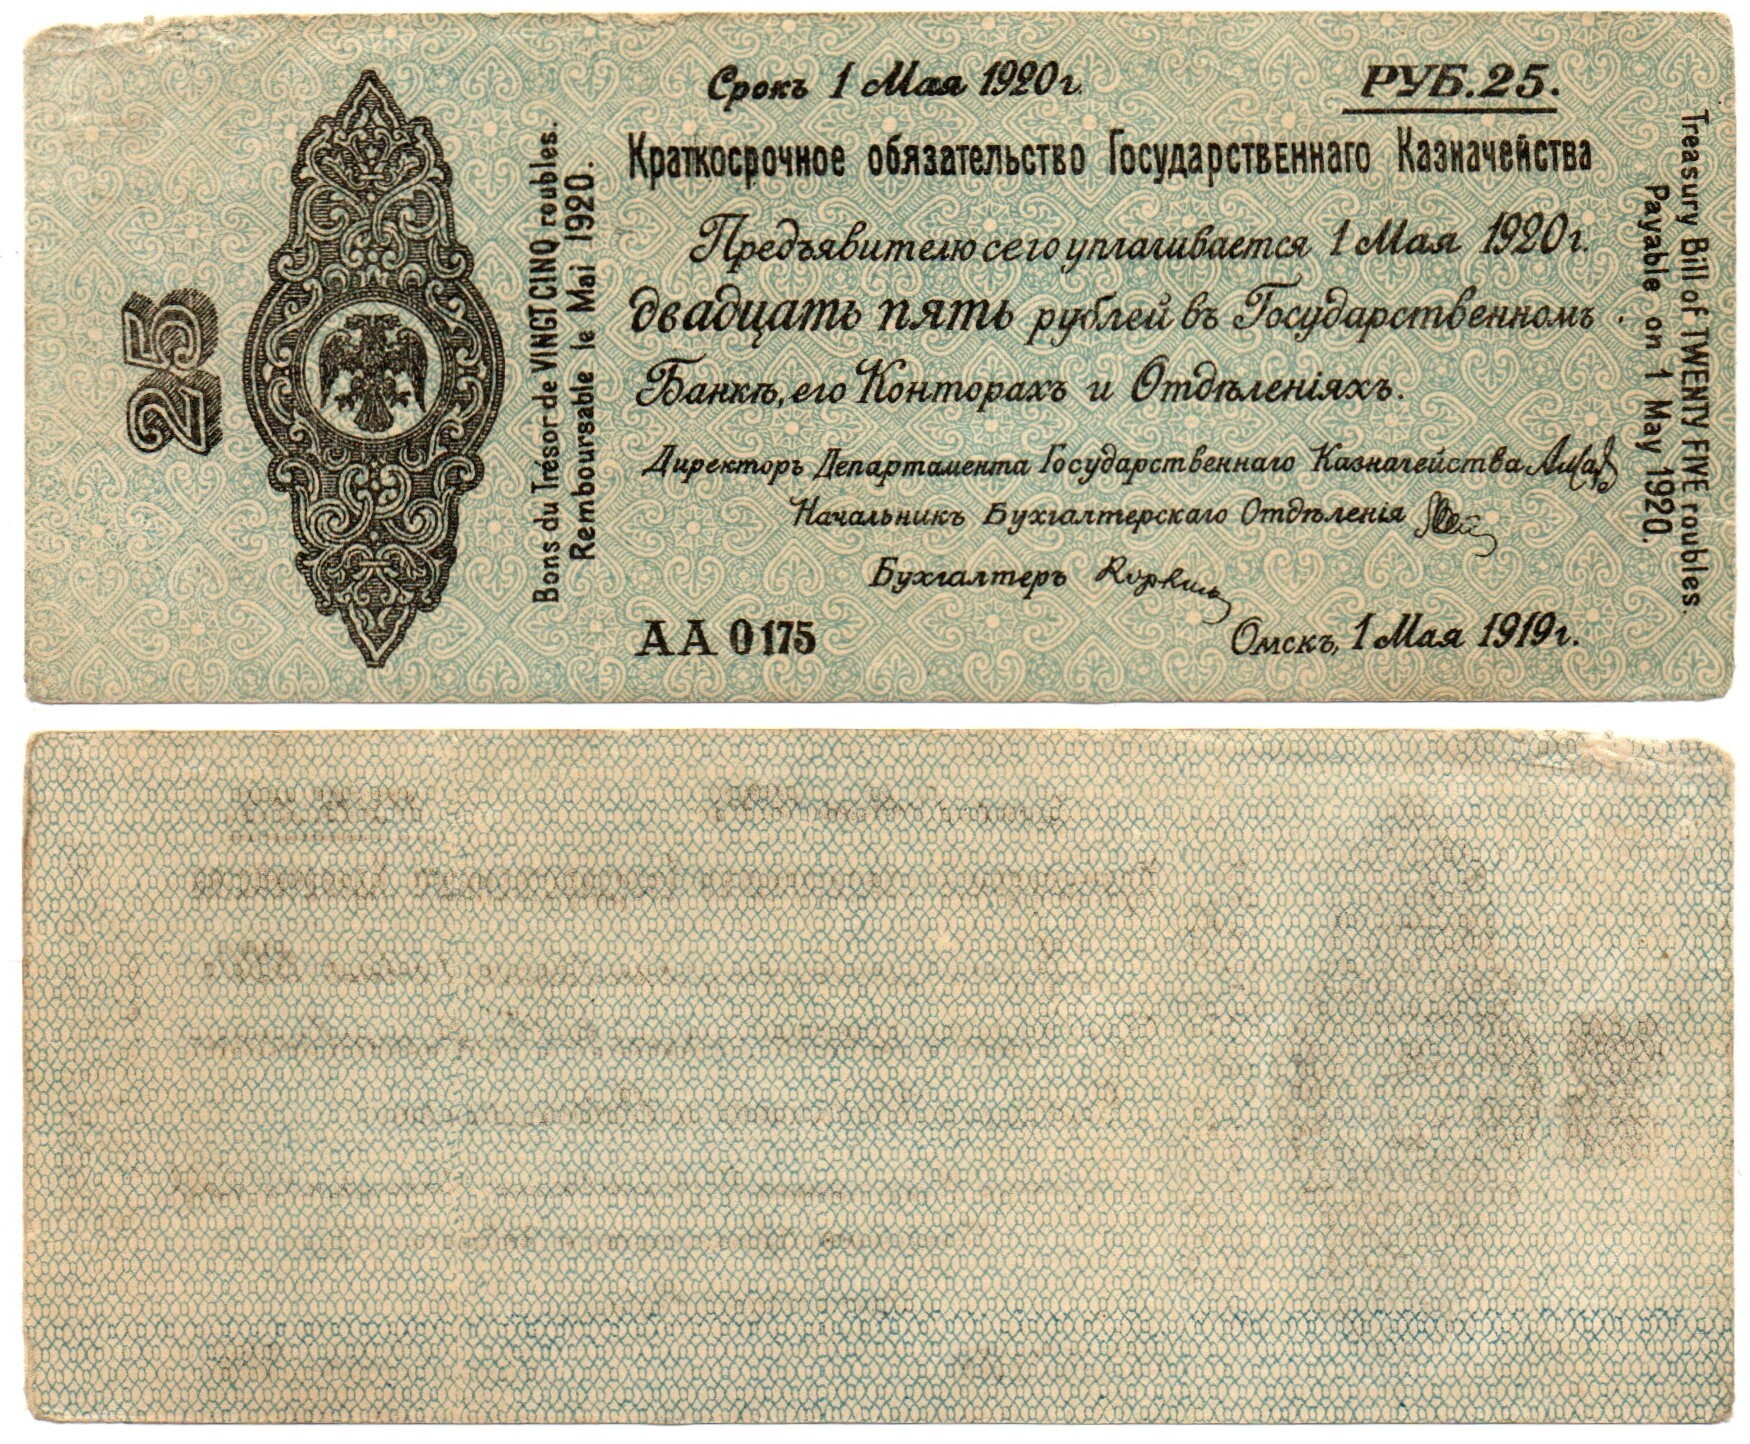 Срокъ 1 Мая 1920 г.
РУБ. 25.
Краткосрочное обязательство Государственнаго Казначейства
Предъявителю сего уплачивается 1 Мая 1920 г.
двадцать пять рублей въ Государственномъ
Банкѣ, его Конторахъ и Отдѣленіяхъ.
Директоръ Департамента Государственнаго Казначейства
Начальникъ Бухгалтерскаго Отдѣленія
Бухгалтеръ
АА 0175
Омскъ, 1 Мая 1919 г.
25
Bons du Trésor de VINGT CINQ roubles.
Remboursable le Mai 1920.
Treasury Bill of TWENTY FIVE roubles.
Payable on 1 May 1920.